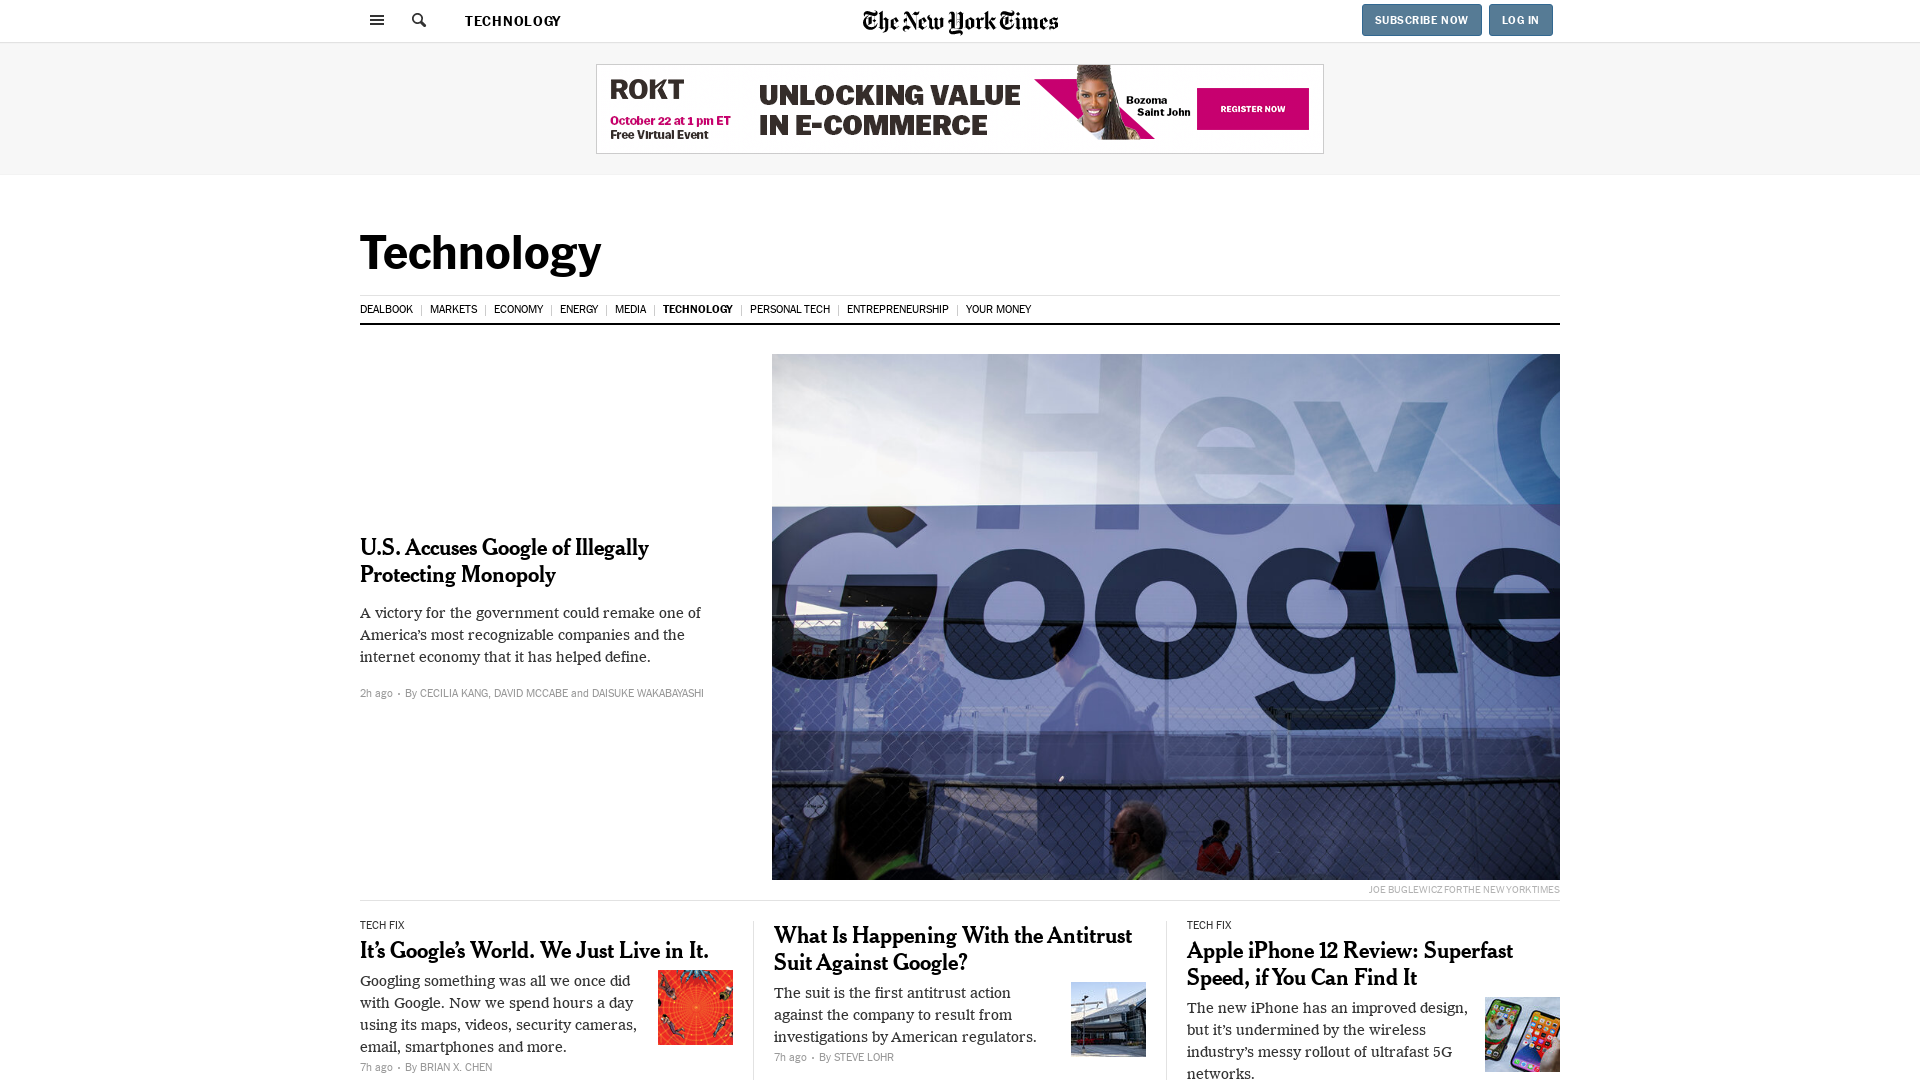 TECHNOLOGY
The New York Times
SUBSCRIBE NOW
LOG IN
ROKT
October 22 at 1 pm ET
Free Virtual Event
UNLOCKING VALUE
IN E-COMMERCE
Bozoma
Saint John
REGISTER NOW
Technology
DEALBOOK
MARKETS
ECONOMY
ENERGY
MEDIA
TECHNOLOGY
PERSONAL TECH
ENTREPRENEURSHIP
YOUR MONEY
Hey G
Google
U.S. Accuses Google of Illegally
Protecting Monopoly
A victory for the government could remake one of
America’s most recognizable companies and the
internet economy that it has helped define.
2h ago • By CECILIA KANG, DAVID MCCABE and DAISUKE WAKABAYASHI
JOE BUGLEWICZ FOR THE NEW YORK TIMES
TECH FIX
It’s Google’s World. We Just Live in It.
Googling something was all we once did
with Google. Now we spend hours a day
using its maps, videos, security cameras,
email, smartphones and more.
7h ago • By BRIAN X. CHEN
What Is Happening With the Antitrust
Suit Against Google?
The suit is the first antitrust action
against the company to result from
investigations by American regulators.
7h ago • By STEVE LOHR
TECH FIX
Apple iPhone 12 Review: Superfast
Speed, if You Can Find It
The new iPhone has an improved design,
but it’s undermined by the wireless
industry’s messy rollout of ultrafast 5G
networks.